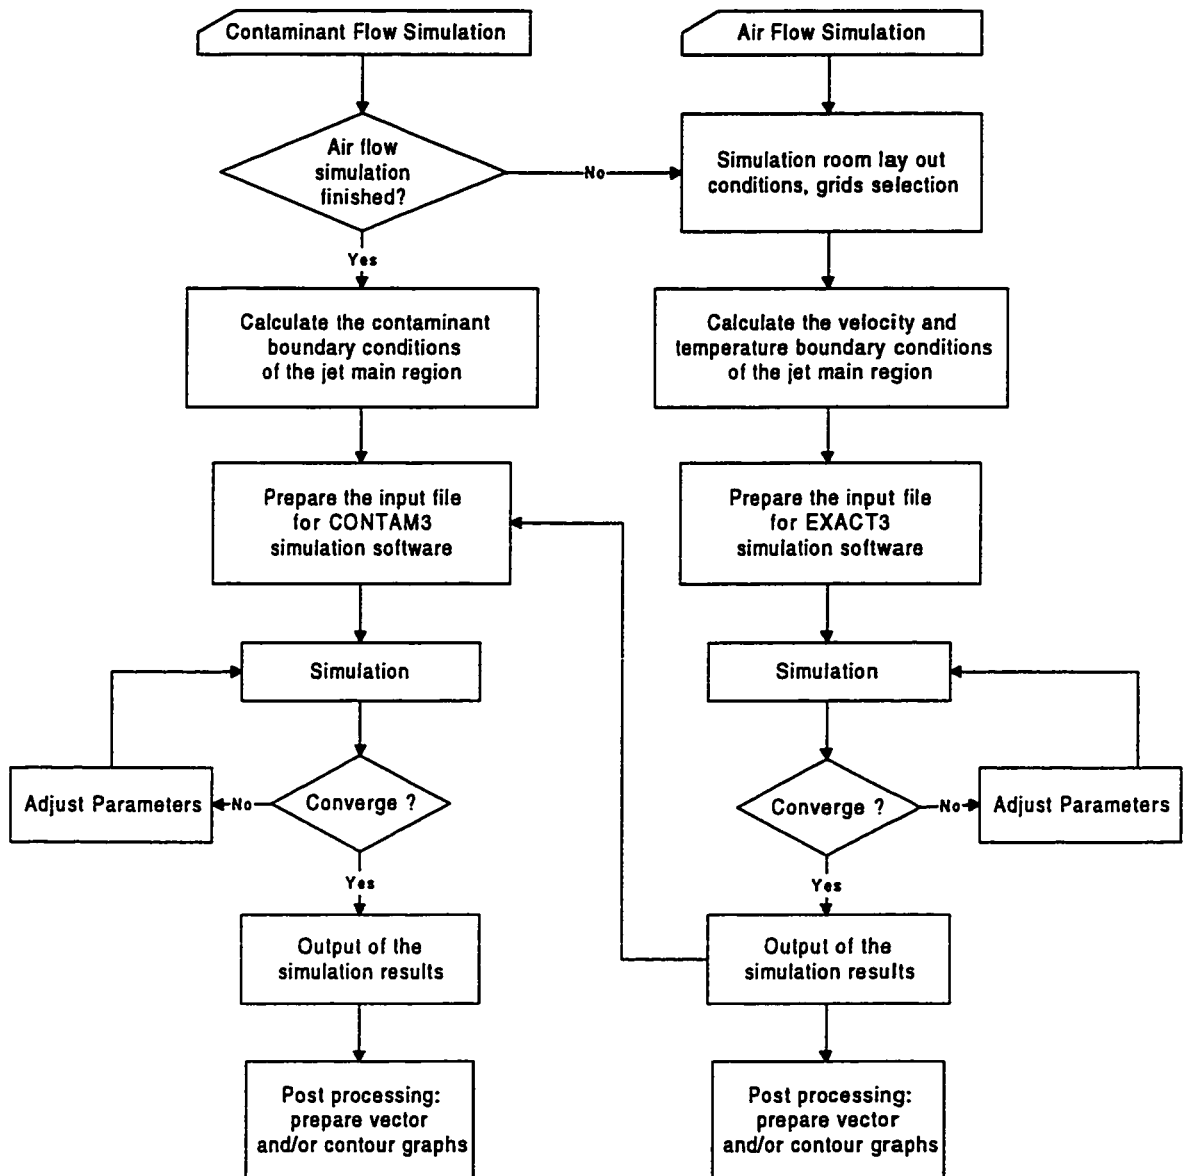 Contaminant Flow Simulation
Air Flow Simulation
Air flow
simulation
finished?
No
Simulation room lay out
conditions, grids selection
Yes
Calculate the contaminant
boundary conditions
of the jet main region
Calculate the velocity and
temperature boundary conditions
of the jet main region
Prepare the input file
for CONTAM3
simulation software
Prepare the input file
for EXACT3
simulation software
Simulation
Simulation
Adjust Parameters
No
Converge ?
Converge ?
No
Adjust Parameters
Yes
Yes
Output of the
simulation results
Output of the
simulation results
Post processing:
prepare vector
and/or contour graphs
Post processing:
prepare vector
and/or contour graphs